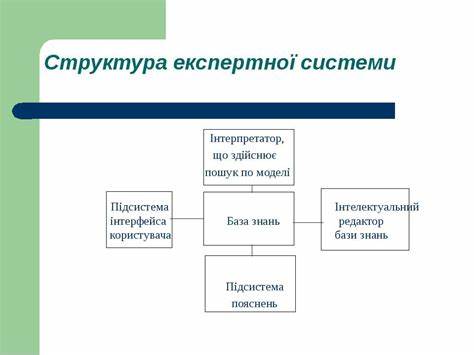 Структура експертної системи
Інтерпретатор,
що здійснює
пошук по моделі
Підсистема
інтерфейса
користувача
База знань
Інтелектуальний
редактор
бази знань
Підсистема
пояснень